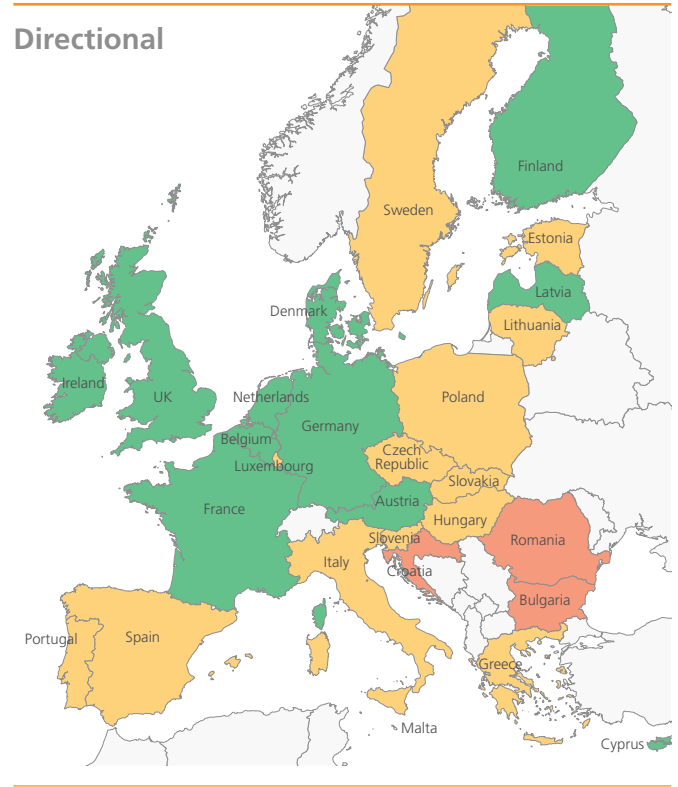 Directional
Finland
Sweden
Estonia
Latvia
Denmark
Lithuania
Ireland
UK
Netherlands
Poland
Germany
Belgium
Czech
Republic
Luxembourg
Slovakia
Austria
France
Hungary
Slovenia
Romania
Italy
Croatia
Bulgaria
Portugal
Spain
Greece
Malta
Cyprus